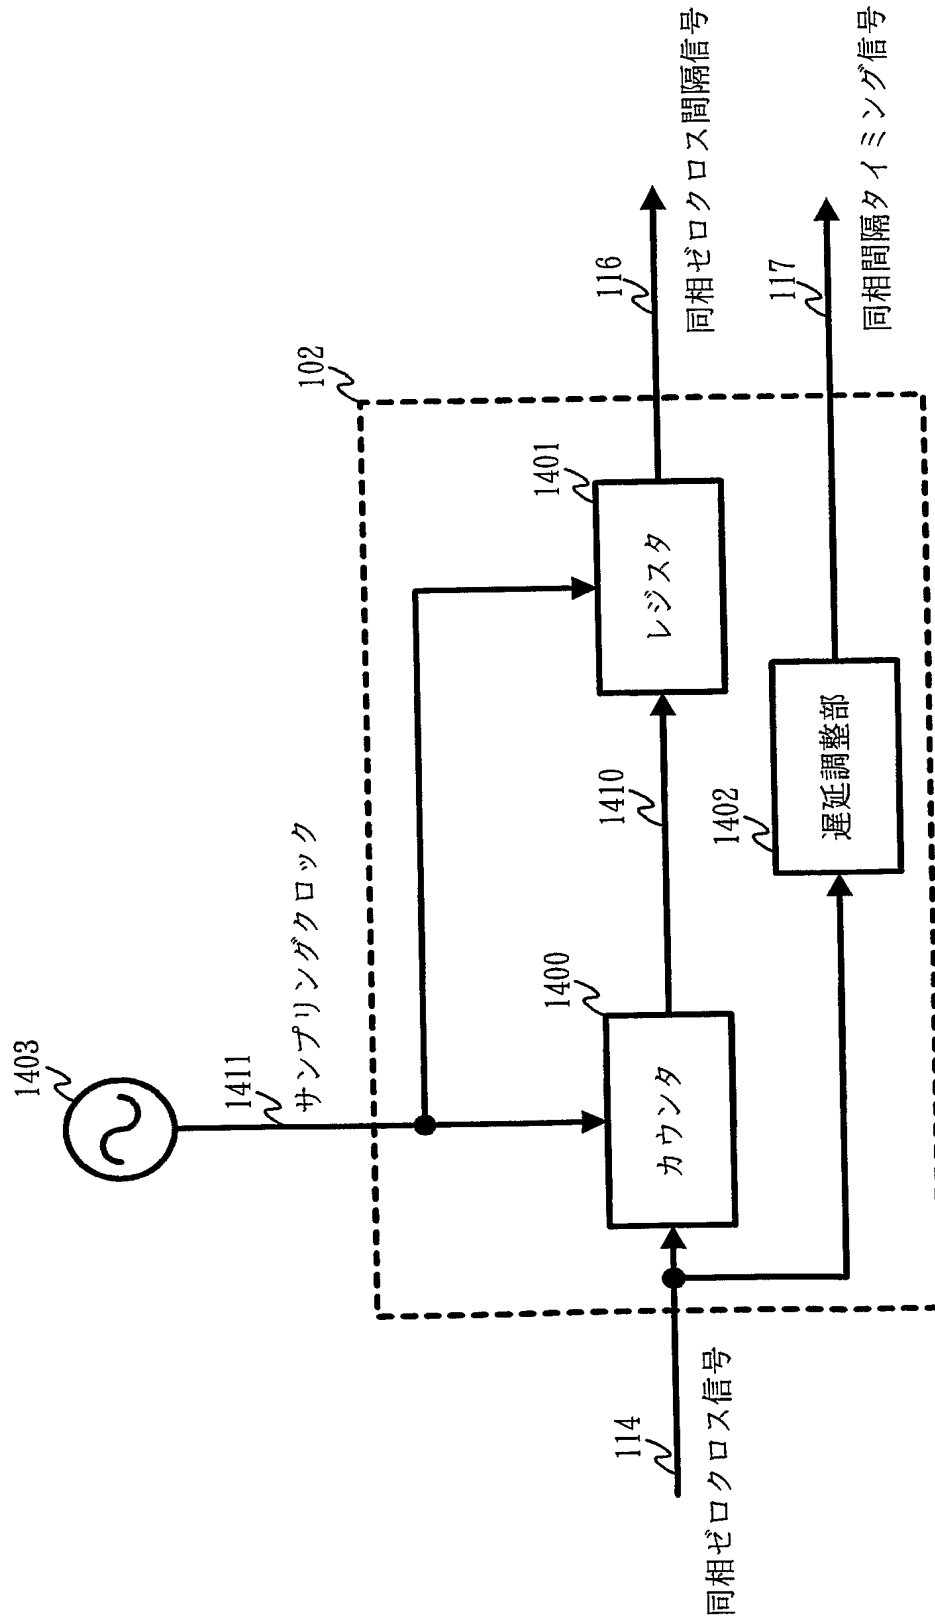 1403
1411
サンプリングクロック
102
114
同相ゼロクロス信号
1400
カウンタ
1410
1401
レジスタ
116
同相ゼロクロス間隔信号
1402
遅延調整部
117
同相間隔タイミング信号